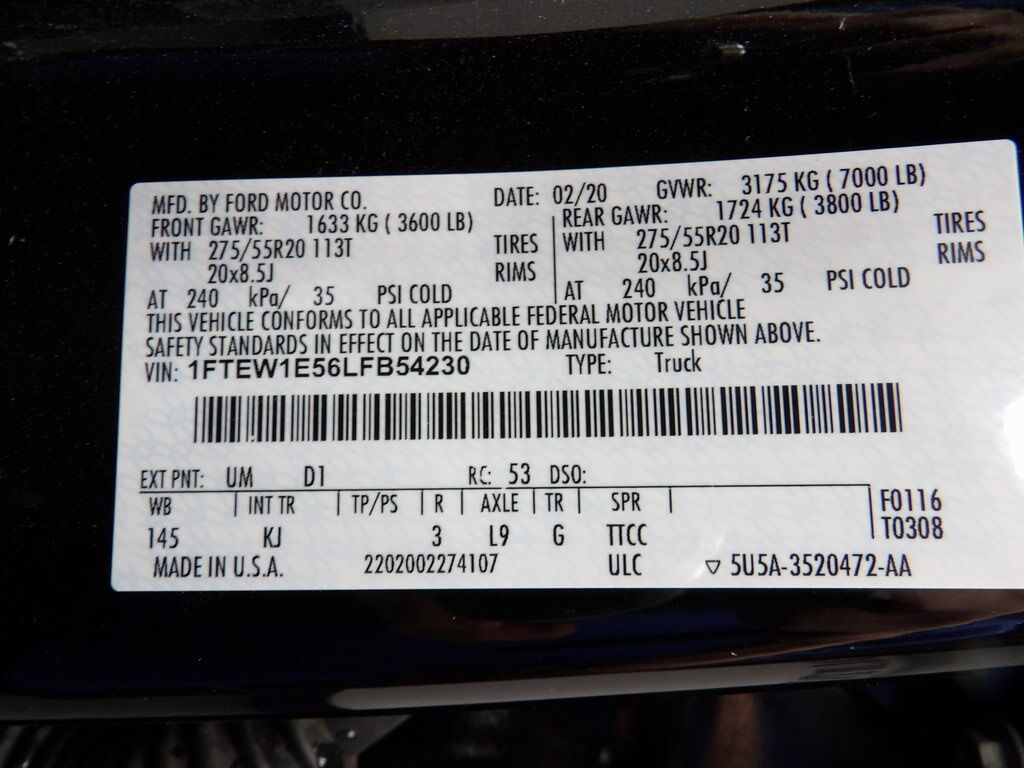 MFD. BY FORD MOTOR CO. DATE: 02/20 GVWR: 3175 KG ( 7000 LB)
FRONT GAWR: 1633 KG ( 3600 LB) REAR GAWR: 1724 KG ( 3800 LB)
WITH 275/55R20 113T TIRES WITH 275/55R20 113T TIRES
20x8.5J RIMS 20x8.5J RIMS
AT 240 kPa/ 35 PSI COLD AT 240 kPa/ 35 PSI COLD
THIS VEHICLE CONFORMS TO ALL APPLICABLE FEDERAL MOTOR VEHICLE
SAFETY STANDARDS IN EFFECT ON THE DATE OF MANUFACTURE SHOWN ABOVE.
VIN: 1FTEW1E56LFB54230 TYPE: Truck
EXT PNT: UM D1 RC: 53 DSO:
WB INT TR TP/PS R AXLE TR SPR F0116
145 KJ 3 L9 G TTCC T0308
MADE IN U.S.A. 2202002274107 ULC ▽ 5U5A-3520472-AA